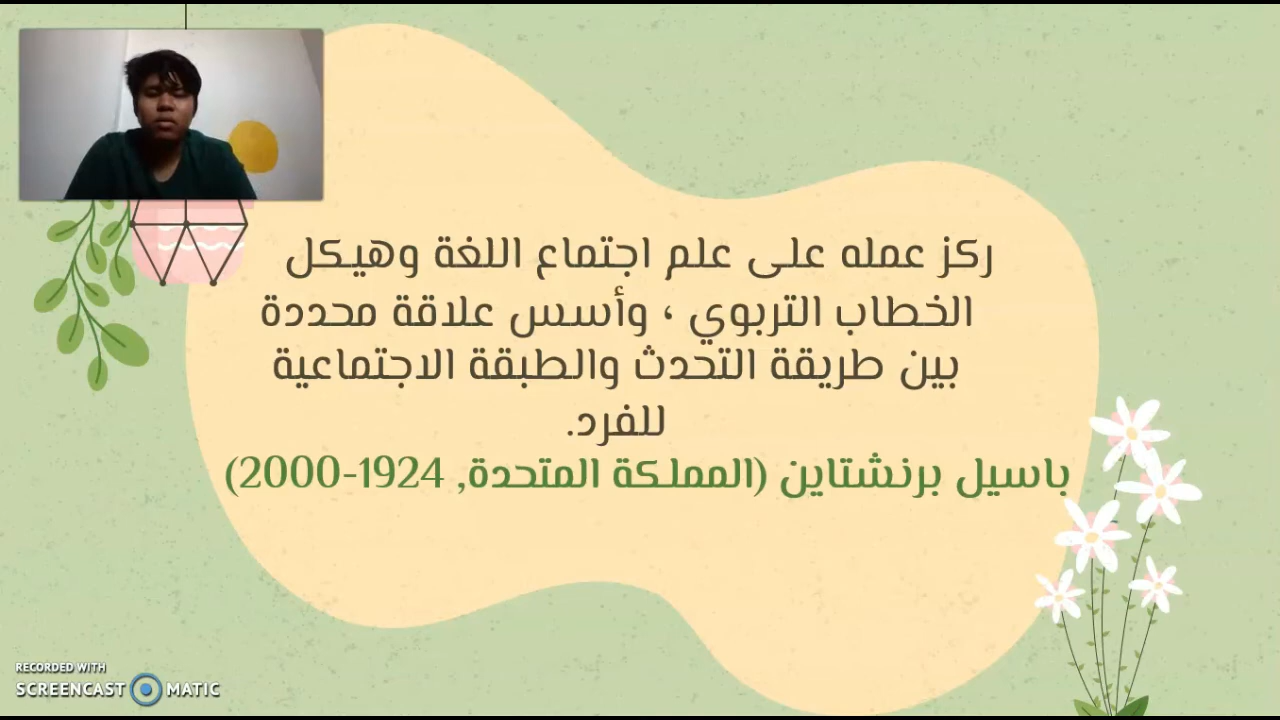 ركز عمله على علم اجتماع اللغة وهيكل
الخطاب التربوي ، وأسس علاقة محددة
بين طريقة التحدث والطبقة الاجتماعية
للفرد.
باسيل برنشتاين (المملكة المتحدة, 1924-2000)
RECORDED WITH
SCREENCAST MATIC